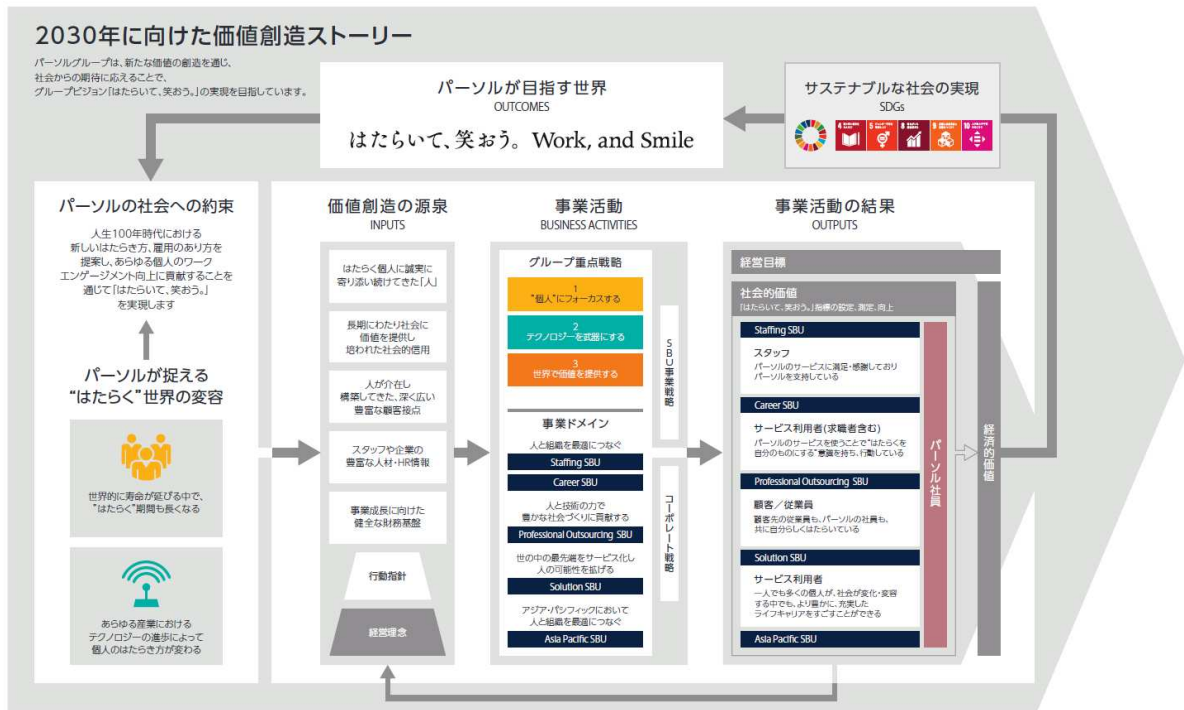 2030年に向けた価値創造ストーリー
パーソルグループは、新たな価値の創造を通じ、
社会からの期待に応えることで、
グループビジョン「はたらいて、笑おう。」の実現を目指しています。
パーソルが目指す世界
OUTCOMES
はたらいて、笑おう。Work, and Smile
サステナブルな社会の実現
SDGs
4
5
8
9
10
パーソルの社会への約束
人生100年時代における
新しいはたらき方、雇用のあり方を
提案し、あらゆる個人のワーク
エンゲージメント向上に貢献することを
通じて「はたらいて、笑おう。」
を実現します
パーソルが捉える
“はたらく”世界の変容
世界的に寿命が延びる中で、
“はたらく”期間も長くなる
あらゆる産業における
テクノロジーの進歩によって
個人のはたらき方が変わる
価値創造の源泉
INPUTS
はたらく個人に誠実に
寄り添い続けてきた「人」
長期にわたり社会に
価値を提供し
培われた社会的信用
人が介在し
構築してきた、深く広い
豊富な顧客接点
スタッフや企業の
豊富な人材・HR情報
事業成長に向けた
健全な財務基盤
行動指針
経営理念
事業活動
BUSINESS ACTIVITIES
グループ重点戦略
1
“個人”にフォーカスする
2
テクノロジーを武器にする
3
世界で価値を提供する
事業ドメイン
人と組織を最適につなぐ
Staffing SBU
Career SBU
人と技術の力で
豊かな社会づくりに貢献する
Professional Outsourcing SBU
世の中の最先端をサービス化し
人の可能性を拡げる
Solution SBU
アジア・パシフィックにおいて
人と組織を最適につなぐ
Asia Pacific SBU
SBU事業戦略
コーポレート戦略
事業活動の結果
OUTPUTS
経営目標
社会的価値
「はたらいて、笑おう。」指標の設定、測定、向上
Staffing SBU
スタッフ
パーソルのサービスに満足・感謝しており
パーソルを支持している
Career SBU
サービス利用者(求職者含む)
パーソルのサービスを使うことで“はたらくを
自分のものにする”意識を持ち、行動している
Professional Outsourcing SBU
顧客／従業員
顧客先の従業員も、パーソルの社員も、
共に自分らしくはたらいている
Solution SBU
サービス利用者
一人でも多くの個人が、社会が変化・変容
する中でも、より豊かに、充実した
ライフキャリアをすごすことができる
Asia Pacific SBU
パーソル社員
経済的価値